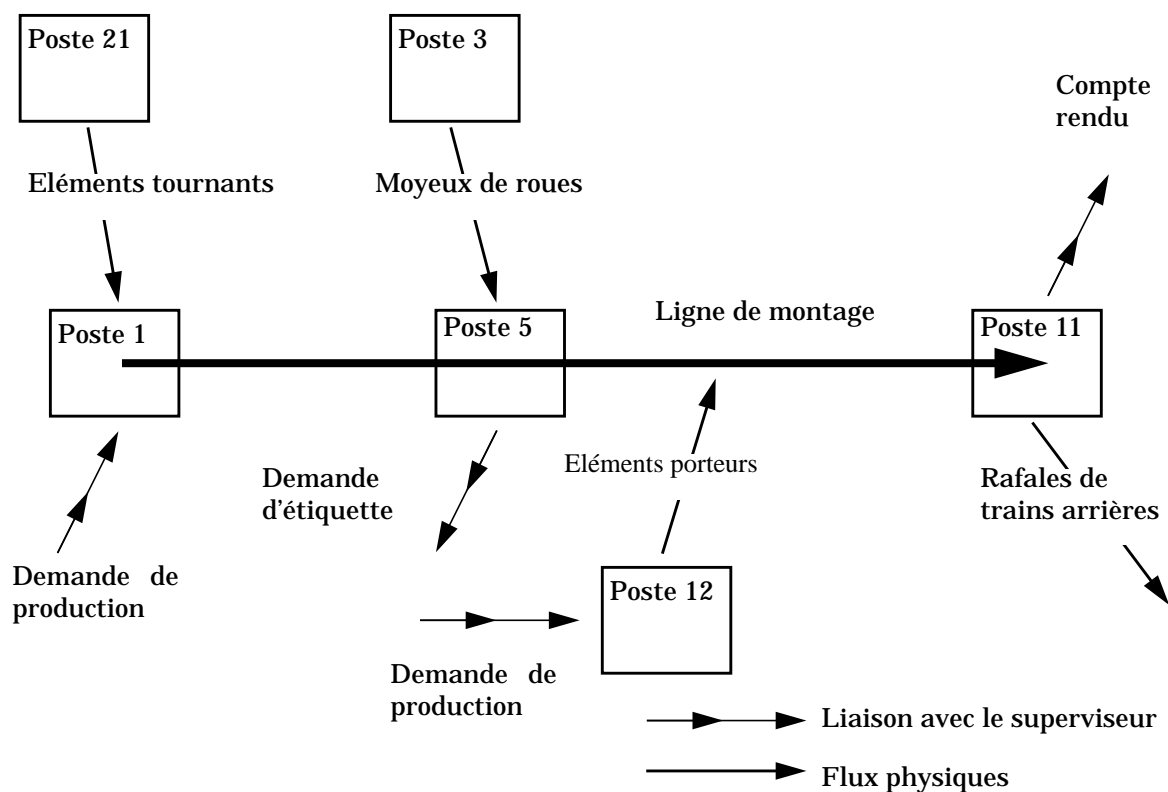 Poste 21
Poste 3
Compte
rendu
Eléments tournants
Moyeux de roues
Ligne de montage
Poste 1
Poste 5
Poste 11
Demande
d'étiquette
Eléments porteurs
Rafales de
trains arrières
Demande de
production
Poste 12
Demande de
production
Liaison avec le superviseur
Flux physiques